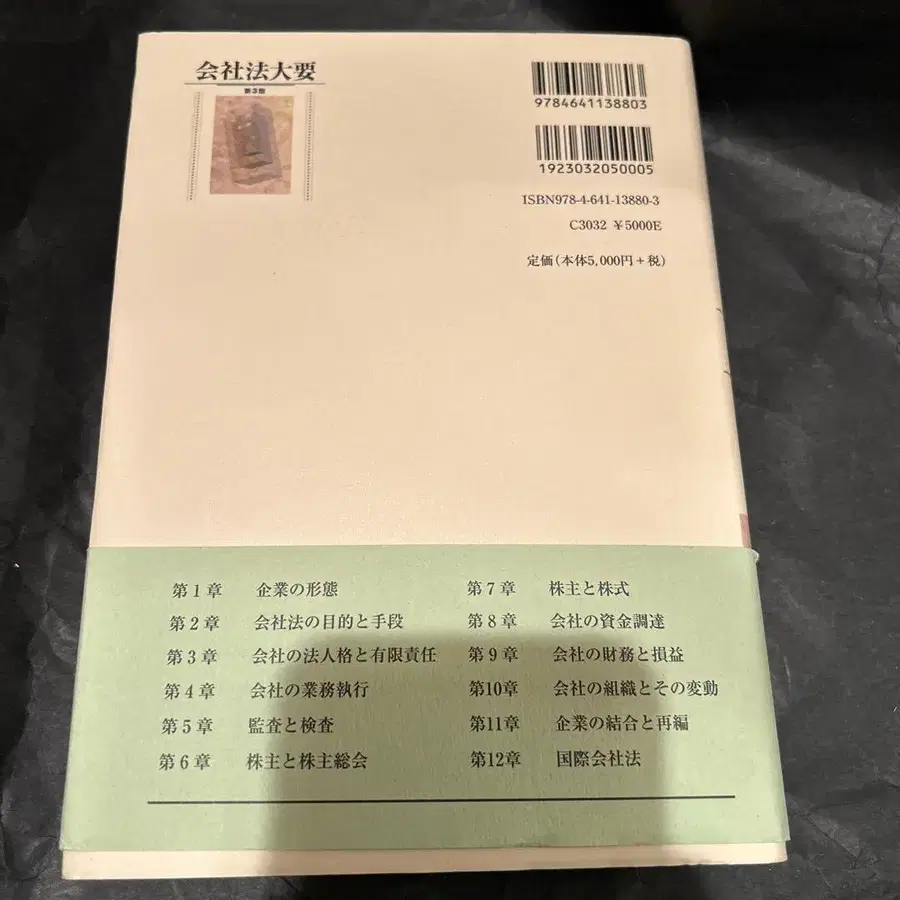 会社法大要
第3版
9784641138803
1923032050005
ISBN978-4-641-13880-3
C3032 ¥5000E
定価(本体5,000円+税)
第1章 企業の形態
第2章 会社法の目的と手段
第3章 会社の法人格と有限責任
第4章 会社の業務執行
第5章 監査と検査
第6章 株主と株主総会
第7章 株主と株式
第8章 会社の資金調達
第9章 会社の財務と損益
第10章 会社の組織とその変動
第11章 企業の結合と再編
第12章 国際会社法